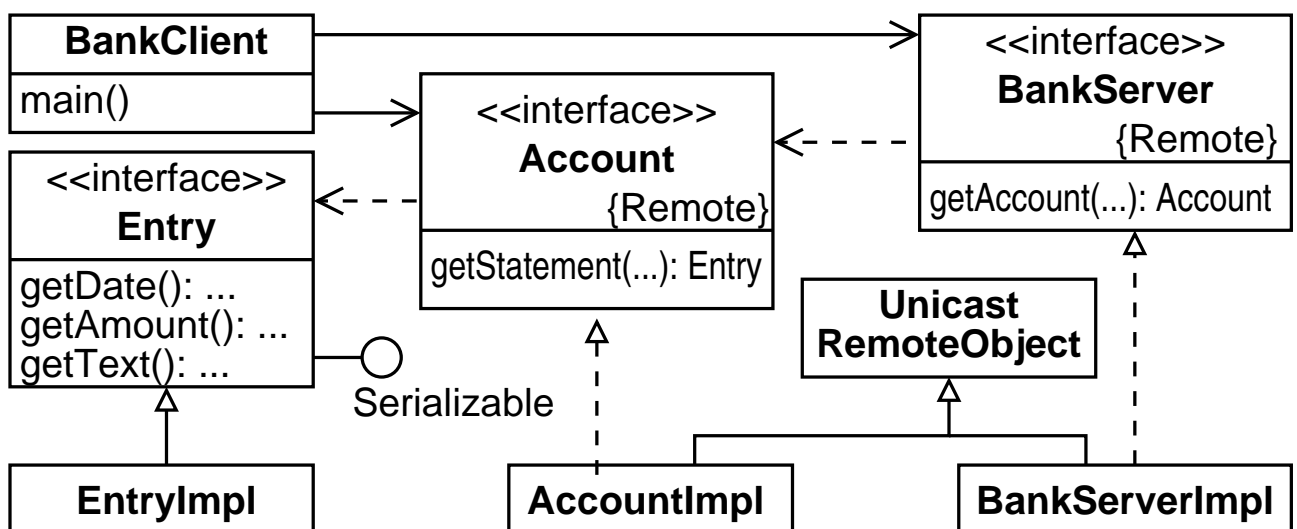 BankClient
main()
<<interface>>
BankServer
{Remote}
getAccount(...): Account
<<interface>>
Account
{Remote}
getStatement(...): Entry
<<interface>>
Entry
getDate(): ...
getAmount(): ...
getText(): ...
Serializable
Unicast
RemoteObject
EntryImpl
AccountImpl
BankServerImpl